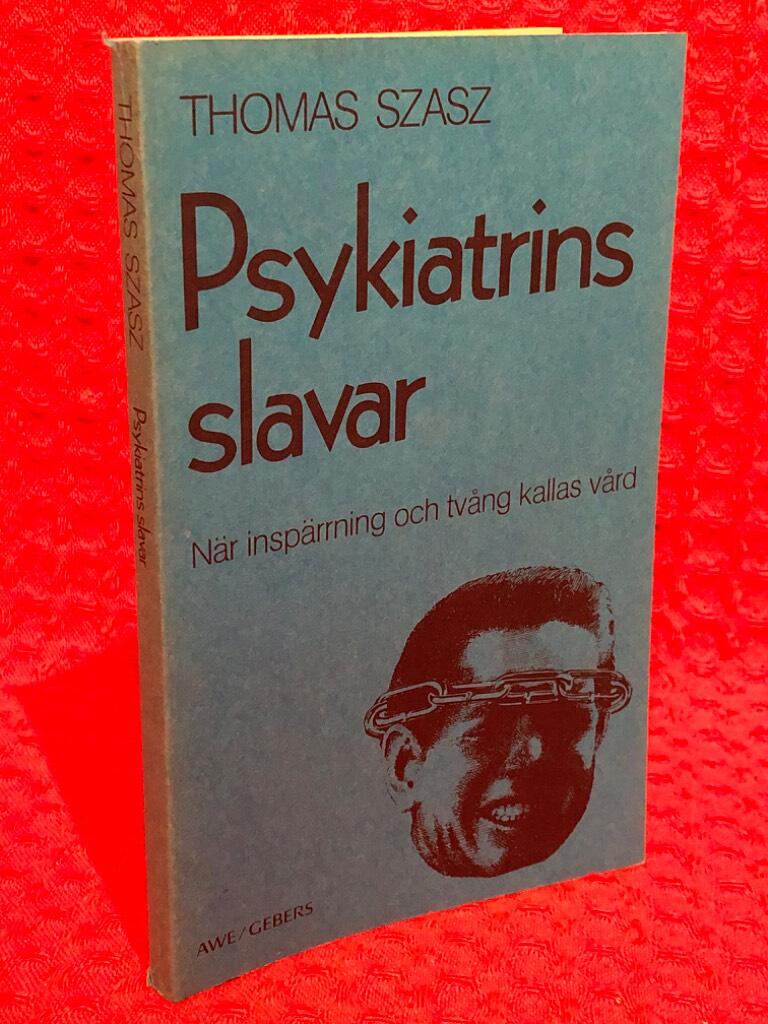 THOMAS SZASZ
Psykiatrins
slavar
När inspärrning och tvång kallas vård
AWE/GEBERS
THOMAS SZASZ Psykiatrins slavar